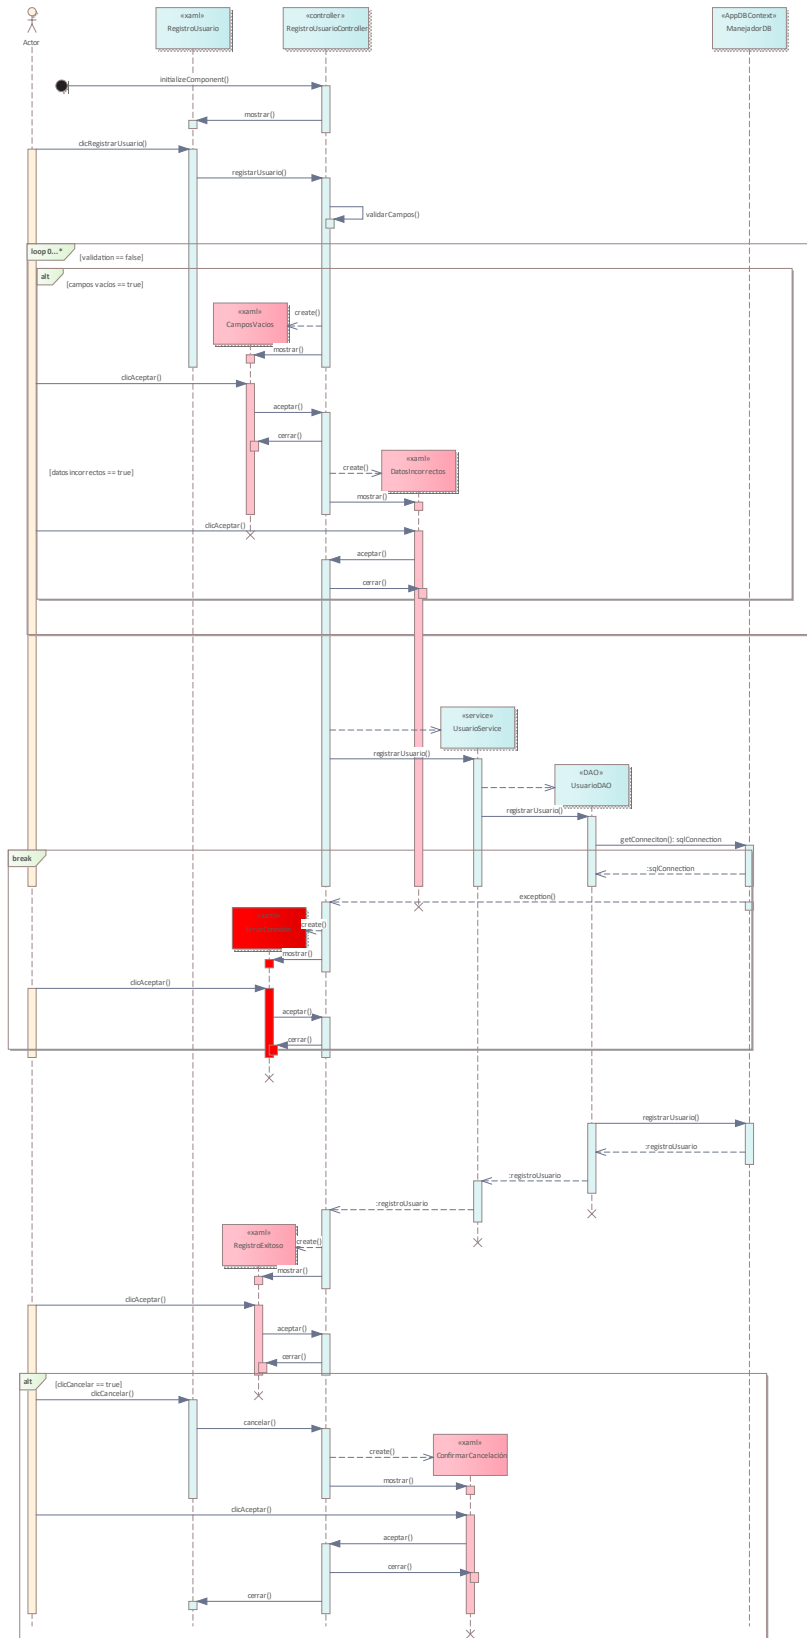 «xaml»
RegistroUsuario
«controller»
RegistroUsuarioController
«AppDBContext»
ManejadorDB
Actor
initializeComponent()
mostrar()
clicRegistrarUsuario()
registarUsuario()
validarCampos()
loop 0...*
[validation == false]
alt
[campos vacíos == true]
«xaml»
CamposVacios
create()
mostrar()
clicAceptar()
aceptar()
cerrar()
«xaml»
DatosIncorrectos
[datos incorrectos == true]
create()
mostrar()
clicAceptar()
aceptar()
cerrar()
«service»
UsuarioService
registrarUsuario()
«DAO»
UsuarioDAO
registrarUsuario()
getConneciton(): sqlConnection
break
:sqlConnection
exception()
create()
mostrar()
clicAceptar()
aceptar()
cerrar()
registrarUsuario()
:registroUsuario
:registroUsuario
:registroUsuario
«xaml»
RegistroExitoso
create()
mostrar()
clicAceptar()
aceptar()
cerrar()
alt
[clicCancelar == true]
clicCancelar()
cancelar()
«xaml»
ConfirmarCancelación
create()
mostrar()
clicAceptar()
aceptar()
cerrar()
cerrar()